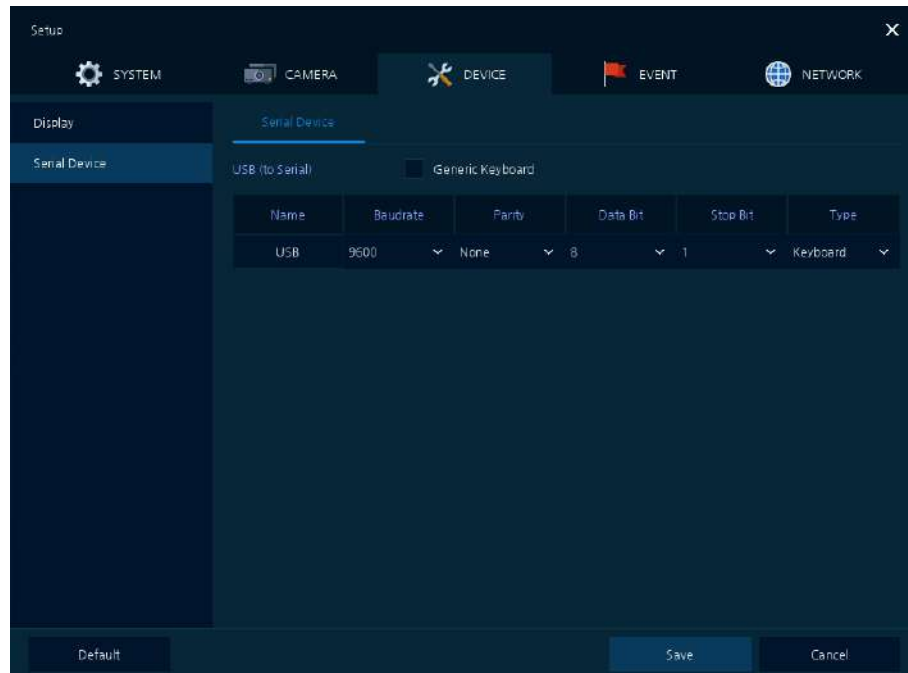 Setup
SYSTEM CAMERA DEVICE EVENT NETWORK
Display
Serial Device
Serial Device
USB (to Serial) Generic Keyboard
Name Baudrate Parity Data Bit Stop Bit Type
USB 9600 None 8 1 Keyboard
Default Save Cancel